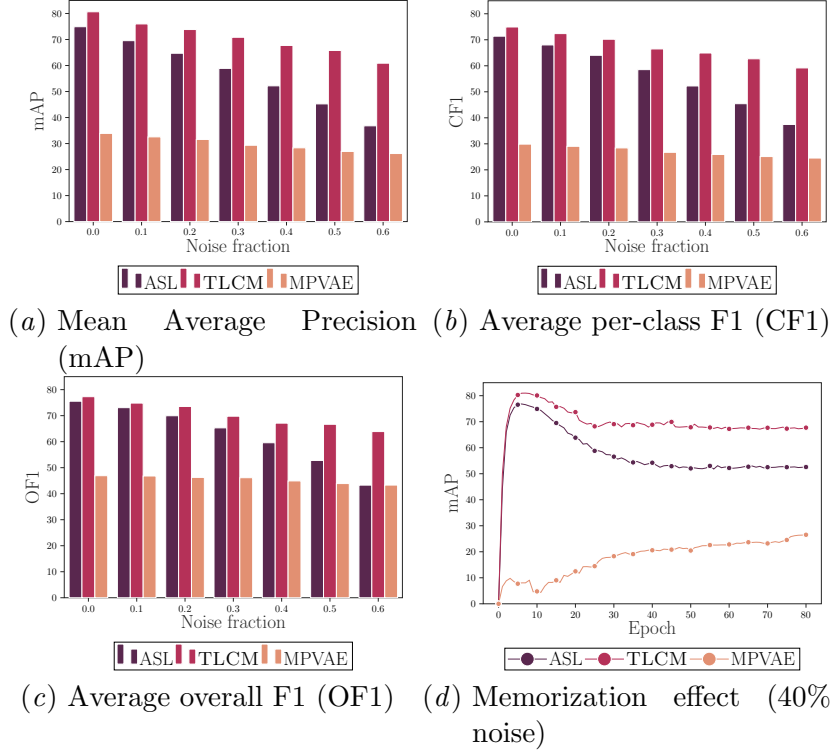 80
70
60
50
40
30
20
10
0
mAP
0.0 0.1 0.2 0.3 0.4 0.5 0.6
Noise fraction
ASL TLCM MPVAE
(a) Mean Average Precision
(mAP)
80
70
60
50
40
30
20
10
0
CF1
0.0 0.1 0.2 0.3 0.4 0.5 0.6
Noise fraction
ASL TLCM MPVAE
(b) Average per-class F1 (CF1)
80
70
60
50
40
30
20
10
0
OF1
0.0 0.1 0.2 0.3 0.4 0.5 0.6
Noise fraction
ASL TLCM MPVAE
(c) Average overall F1 (OF1)
80
70
60
50
40
30
20
10
0
mAP
0 10 20 30 40 50 60 70 80
Epoch
ASL TLCM MPVAE
(d) Memorization effect (40%
noise)